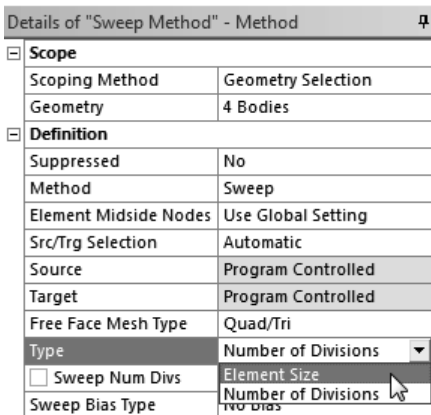 Details of "Sweep Method" - Method
Scope
Scoping Method Geometry Selection
Geometry 4 Bodies
Definition
Suppressed No
Method Sweep
Element Midside Nodes Use Global Setting
Src/Trg Selection Automatic
Source Program Controlled
Target Program Controlled
Free Face Mesh Type Quad/Tri
Type Number of Divisions
Sweep Num Divs Element Size
Number of Divisions
Sweep Bias Type No Bias